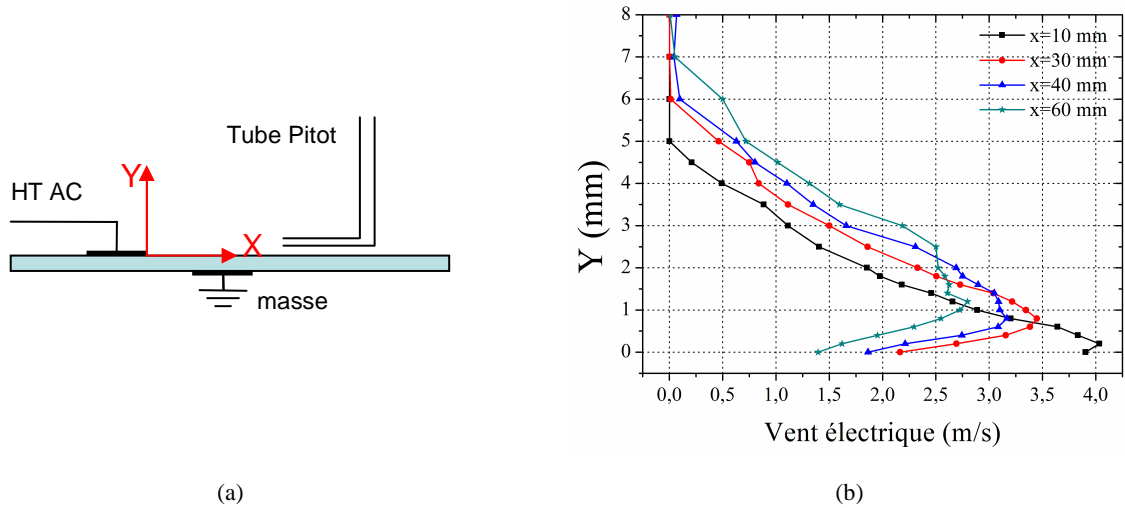 Tube Pitot
Y
HT AC
X
masse
(a)
8
7
6
5
4
3
2
1
0
Y (mm)
x=10 mm
x=30 mm
x=40 mm
x=60 mm
0,0 0,5 1,0 1,5 2,0 2,5 3,0 3,5 4,0
Vent électrique (m/s)
(b)